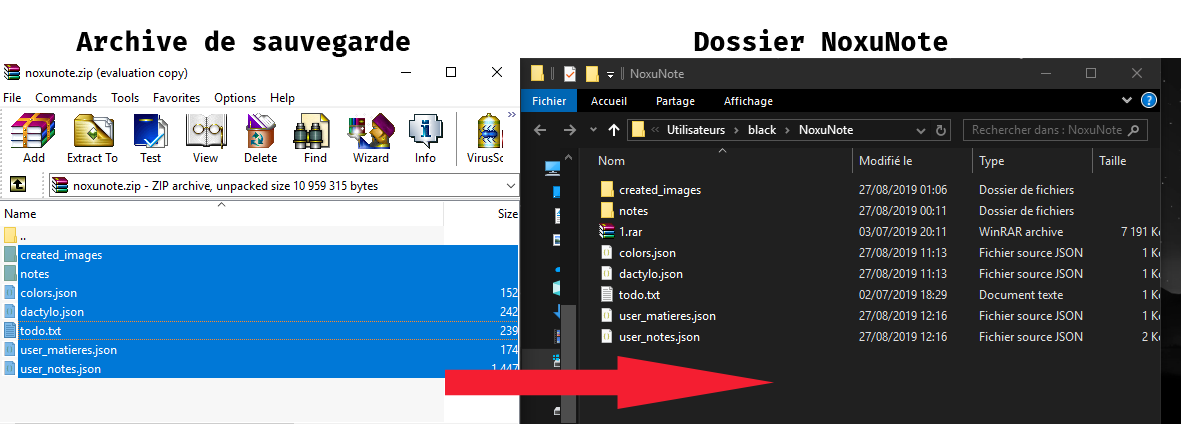 Archive de sauvegarde
Dossier NoxuNote
noxunote.zip (evaluation copy)
File Commands Tools Favorites Options Help
Add Extract To Test View Delete Find Wizard Info VirusSc
noxunote.zip - ZIP archive, unpacked size 10 959 315 bytes
Name Size
..
created_images
notes
colors.json 152
dactylo.json 242
todo.txt 239
user_matieres.json 174
user_notes.json 1 447
NoxuNote
Fichier Accueil Partage Affichage
Utilisateurs black NoxuNote
Rechercher dans : NoxuNote
Nom Modifié le Type Taille
created_images 27/08/2019 01:06 Dossier de fichiers
notes 27/08/2019 00:11 Dossier de fichiers
1.rar 03/07/2019 20:11 WinRAR archive 7 191 Ko
colors.json 27/08/2019 11:13 Fichier source JSON 1 Ko
dactylo.json 27/08/2019 11:13 Fichier source JSON 1 Ko
todo.txt 02/07/2019 18:29 Document texte 1 Ko
user_matieres.json 27/08/2019 12:16 Fichier source JSON 1 Ko
user_notes.json 27/08/2019 12:16 Fichier source JSON 2 Ko